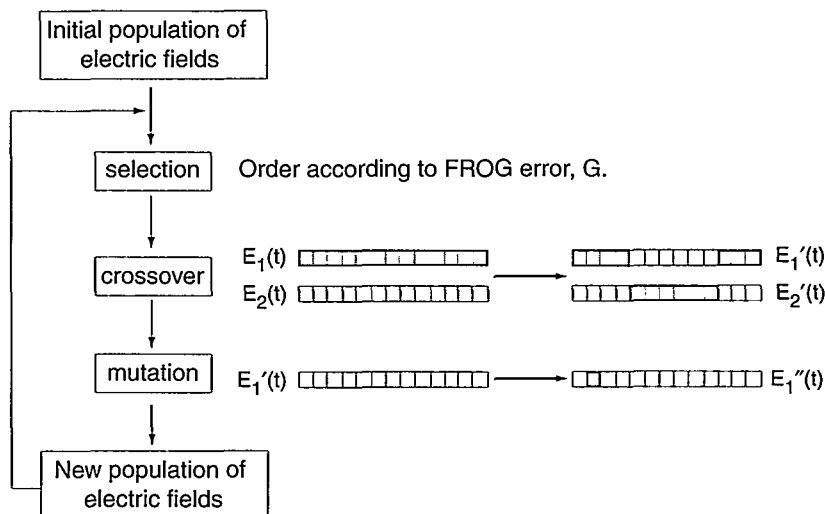 Initial population of
electric fields
selection
Order according to FROG error, G.
crossover
E₁(t)
E₁′(t)
E₂(t)
E₂′(t)
mutation
E₁′(t)
E₁″(t)
New population of
electric fields